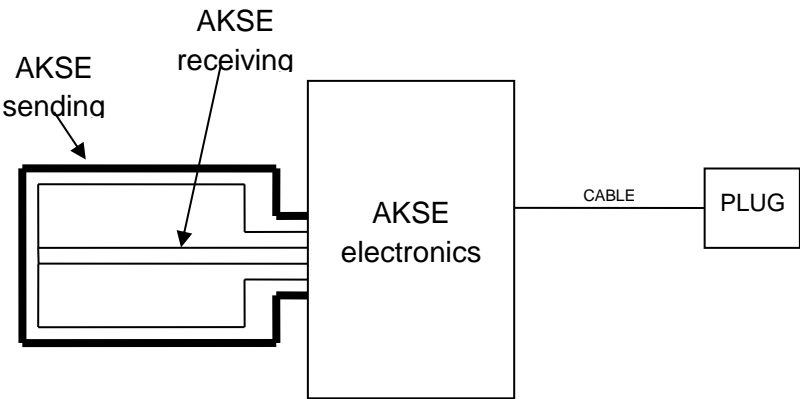 AKSE
receiving
AKSE
sending
AKSE
electronics
CABLE
PLUG